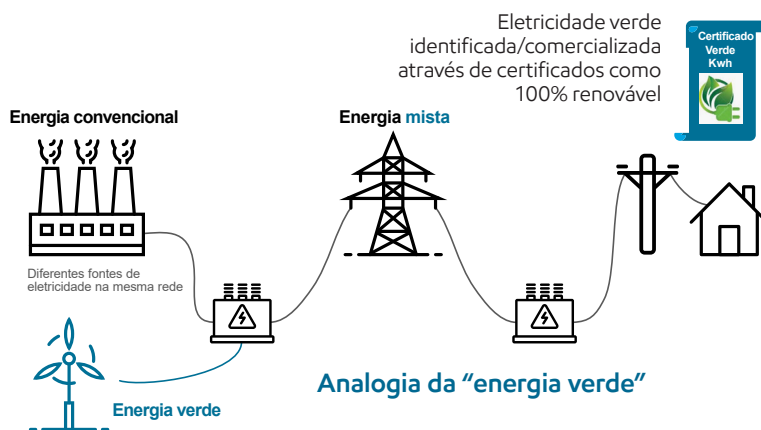 Eletricidade verde
identificada/comercializada
através de certificados como
100% renovável
Certificado
Verde
Kwh
Energia convencional
Energia mista
Diferentes fontes de
eletricidade na mesma rede
Analogia da “energia verde”
Energia verde